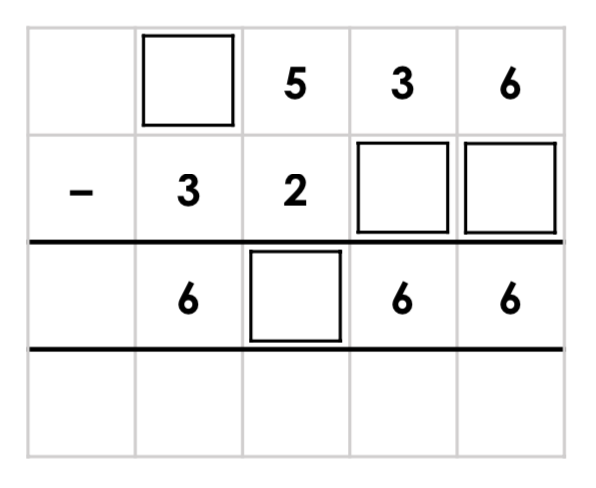 □ 5 3 6
– 3 2 □ □
6 □ 6 6